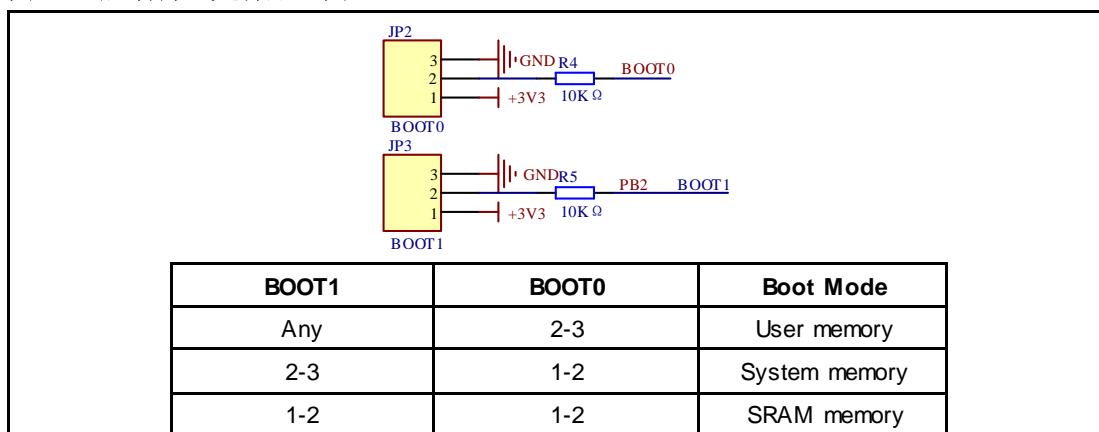 JP2
3 GND R4 BOOT0
2
1 +3V3 10K Ω
BOOT0
JP3
3 GND R5 PB2 BOOT1
2
1 +3V3 10K Ω
BOOT1
BOOT1 BOOT0 Boot Mode
Any 2-3 User memory
2-3 1-2 System memory
1-2 1-2 SRAM memory